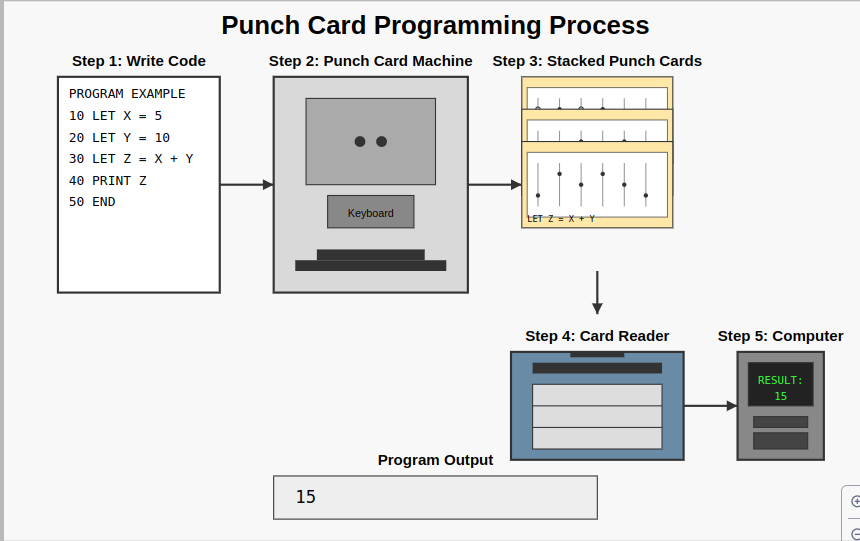 Punch Card Programming Process
Step 1: Write Code
Step 2: Punch Card Machine
Step 3: Stacked Punch Cards
PROGRAM EXAMPLE
10 LET X = 5
20 LET Y = 10
30 LET Z = X + Y
40 PRINT Z
50 END
Keyboard
LET Z = X + Y
Step 4: Card Reader
Step 5: Computer
RESULT:
15
Program Output
15